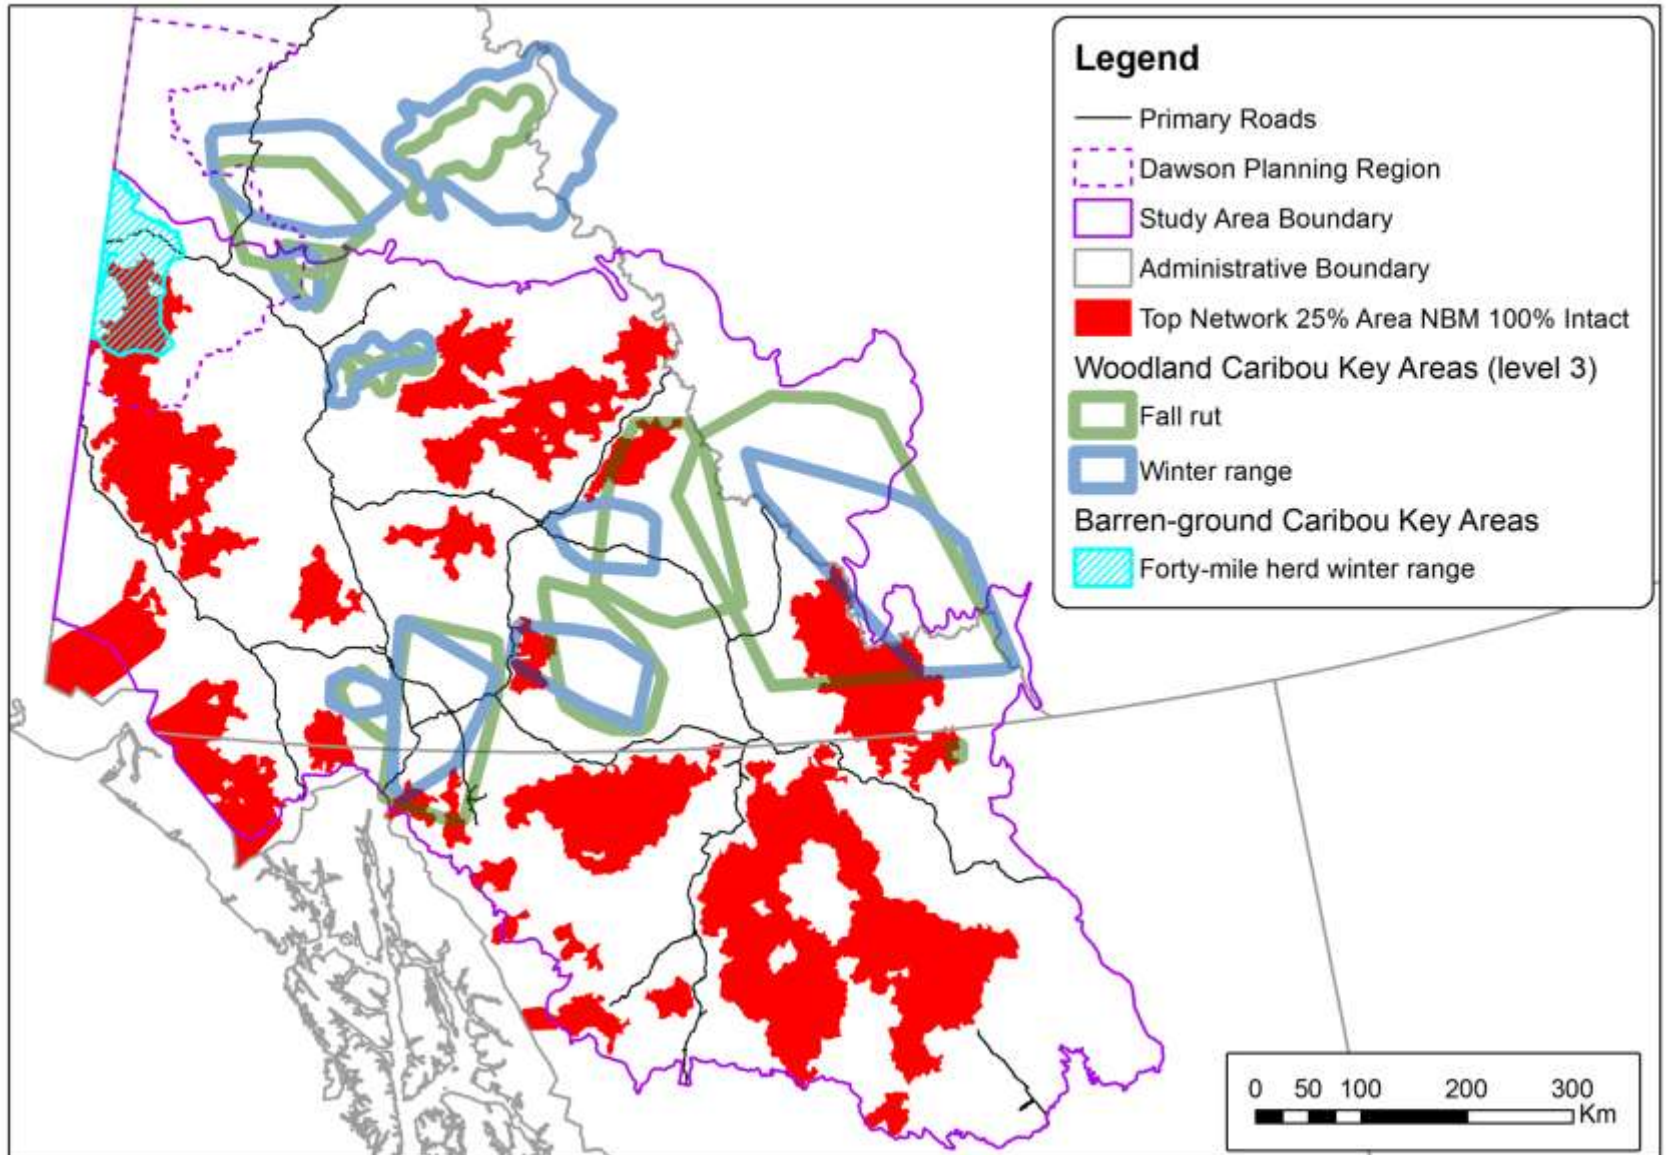 Legend
Primary Roads
Dawson Planning Region
Study Area Boundary
Administrative Boundary
Top Network 25% Area NBM 100% Intact
Woodland Caribou Key Areas (level 3)
Fall rut
Winter range
Barren-ground Caribou Key Areas
Forty-mile herd winter range
0 50 100 200 300
Km